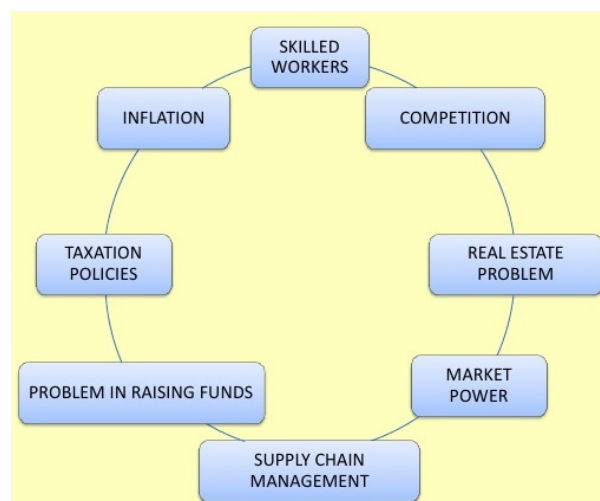 SKILLED
WORKERS
COMPETITION
REAL ESTATE
PROBLEM
MARKET
POWER
SUPPLY CHAIN
MANAGEMENT
PROBLEM IN RAISING FUNDS
TAXATION
POLICIES
INFLATION